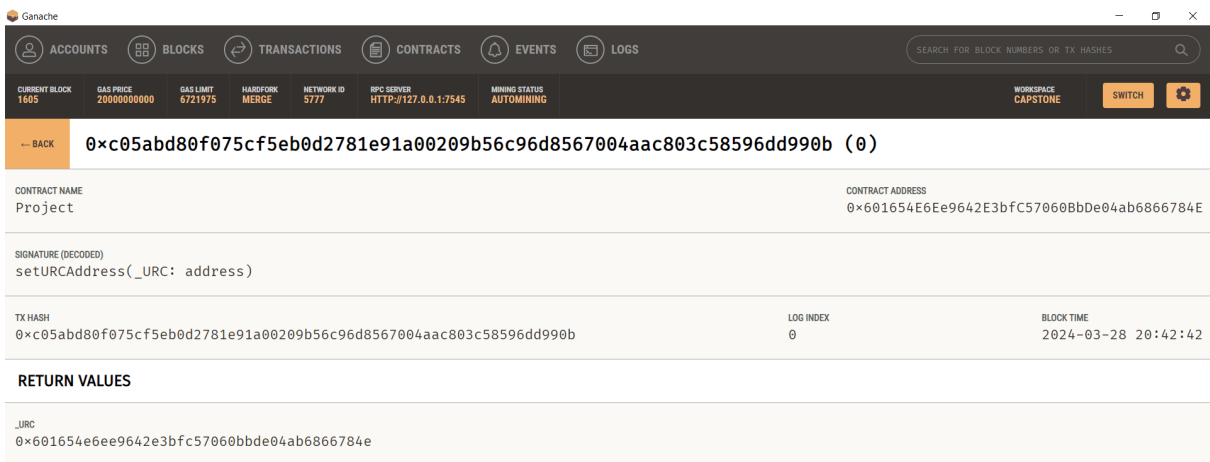 Ganache
ACCOUNTS BLOCKS TRANSACTIONS CONTRACTS EVENTS LOGS SEARCH FOR BLOCK NUMBERS OR TX HASHES
CURRENT BLOCK GAS PRICE GAS LIMIT HARDFORK NETWORK ID RPC SERVER MINING STATUS WORKSPACE
1605 20000000000 6721975 MERGE 5777 HTTP://127.0.0.1:7545 AUTOMINING CAPSTONE SWITCH
← BACK 0×c05abd80f075cf5eb0d2781e91a00209b56c96d8567004aac803c58596dd990b (0)
CONTRACT NAME CONTRACT ADDRESS
Project 0×601654E6Ee9642E3bfC57060BbDe04ab6866784E
SIGNATURE (DECODED)
setURCAddress(_URC: address)
TX HASH LOG INDEX BLOCK TIME
0×c05abd80f075cf5eb0d2781e91a00209b56c96d8567004aac803c58596dd990b 0 2024-03-28 20:42:42
RETURN VALUES
_URC
0×601654e6ee9642e3bfc57060bbde04ab6866784e